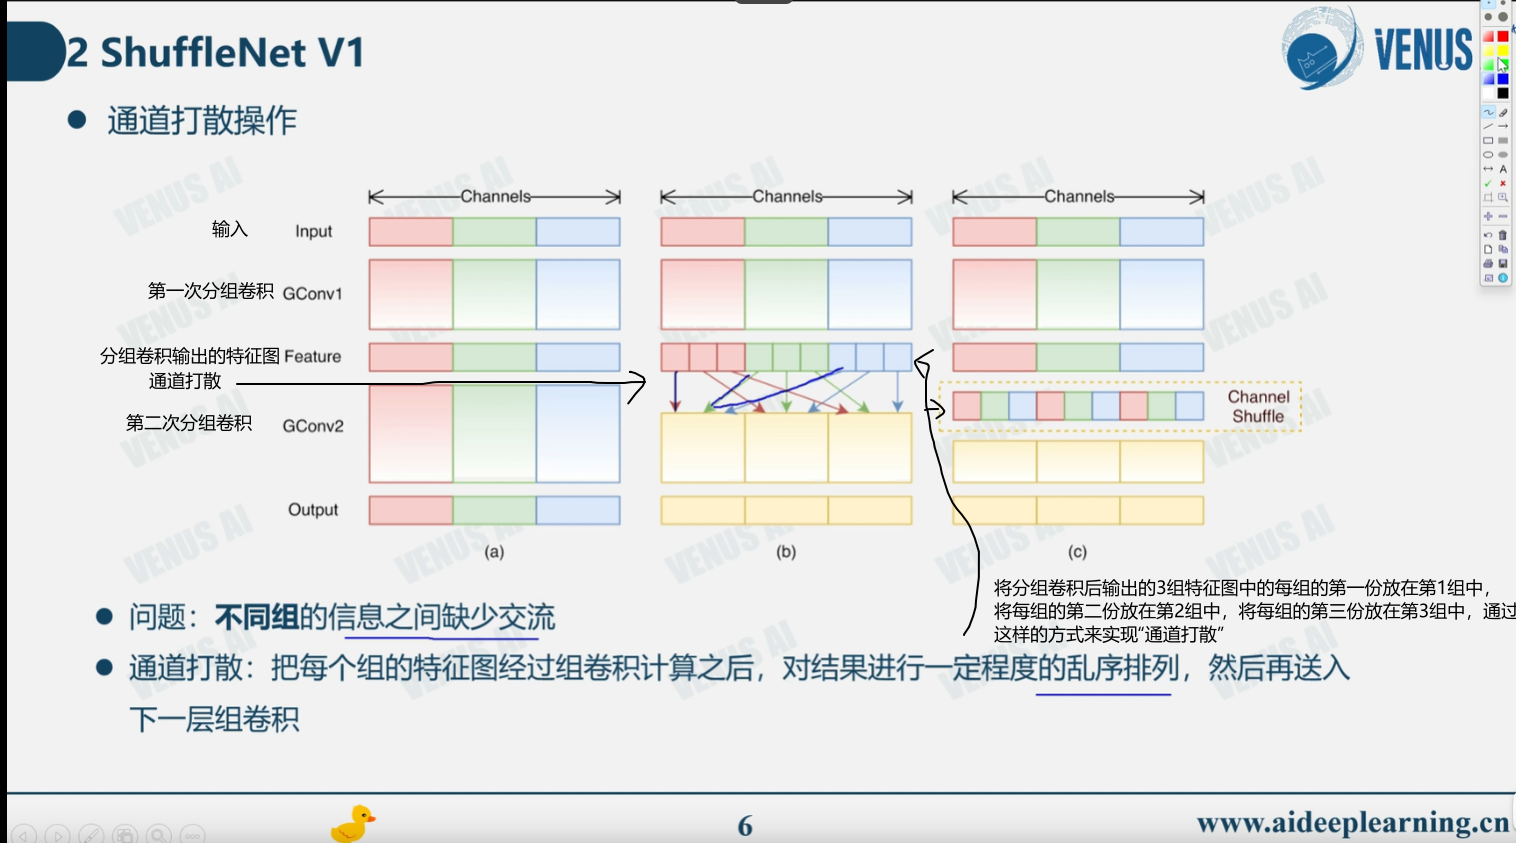 2 ShuffleNet V1
VENUS
通道打散操作
Channels
Channels
Channels
输入
Input
第一次分组卷积
GConv1
分组卷积输出的特征图
Feature
通道打散
第二次分组卷积
GConv2
Channel
Shuffle
Output
(a)
(b)
(c)
将分组卷积后输出的3组特征图中的每组的第一份放在第1组中，
将每组的第二份放在第2组中，将每组的第三份放在第3组中，通过
这样的方式来实现“通道打散”
问题：不同组的信息之间缺少交流
通道打散：把每个组的特征图经过组卷积计算之后，对结果进行一定程度的乱序排列，然后再送入
下一层组卷积
6
www.aideeplearning.cn
VENUS AI